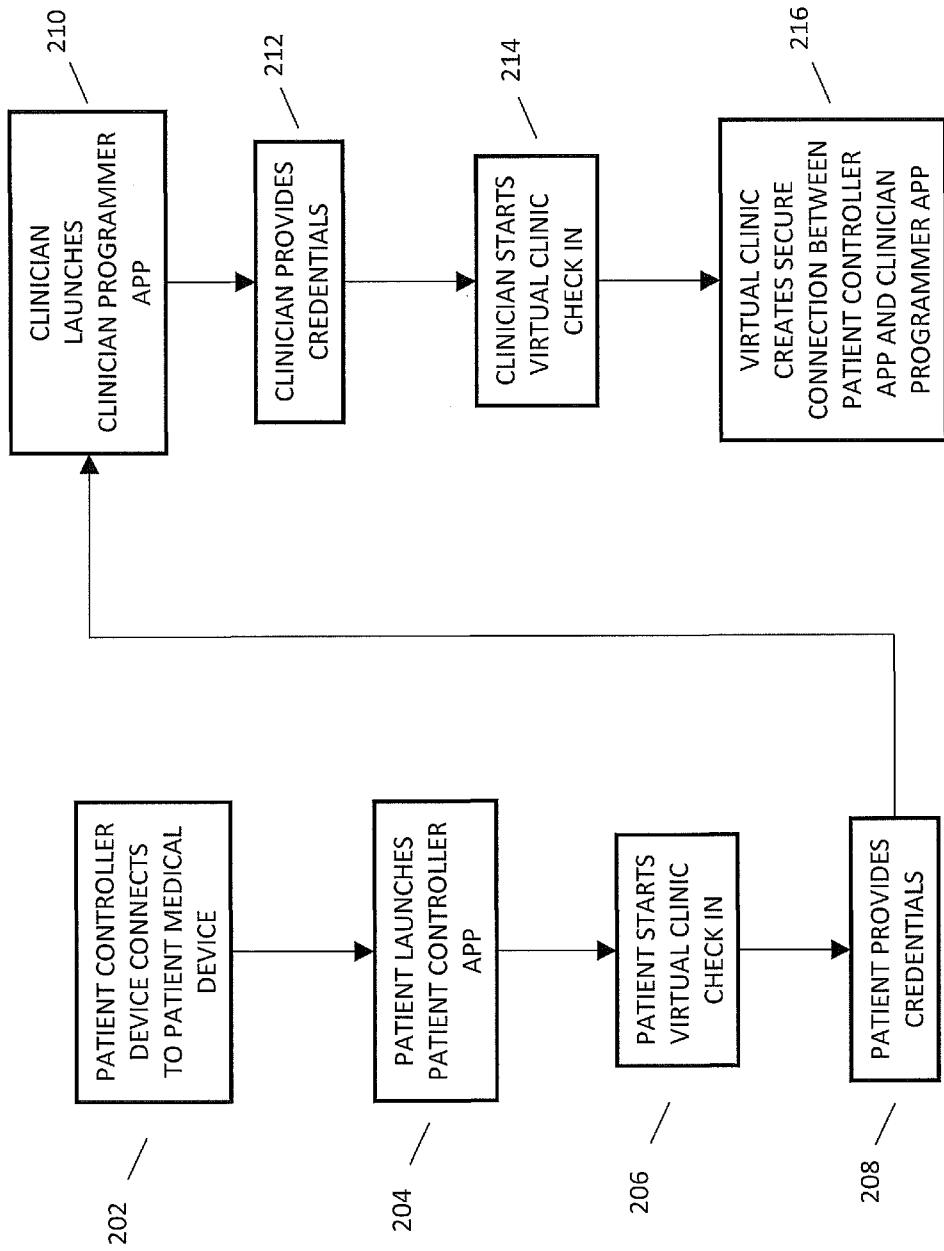 202
PATIENT CONTROLLER
DEVICE CONNECTS
TO PATIENT MEDICAL
DEVICE
204
PATIENT LAUNCHES
PATIENT CONTROLLER
APP
206
PATIENT STARTS
VIRTUAL CLINIC
CHECK IN
208
PATIENT PROVIDES
CREDENTIALS
210
CLINICIAN
LAUNCHES
CLINICIAN PROGRAMMER
APP
212
CLINICIAN PROVIDES
CREDENTIALS
214
CLINICIAN STARTS
VIRTUAL CLINIC
CHECK IN
216
VIRTUAL CLINIC
CREATES SECURE
CONNECTION BETWEEN
PATIENT CONTROLLER
APP AND CLINICIAN
PROGRAMMER APP